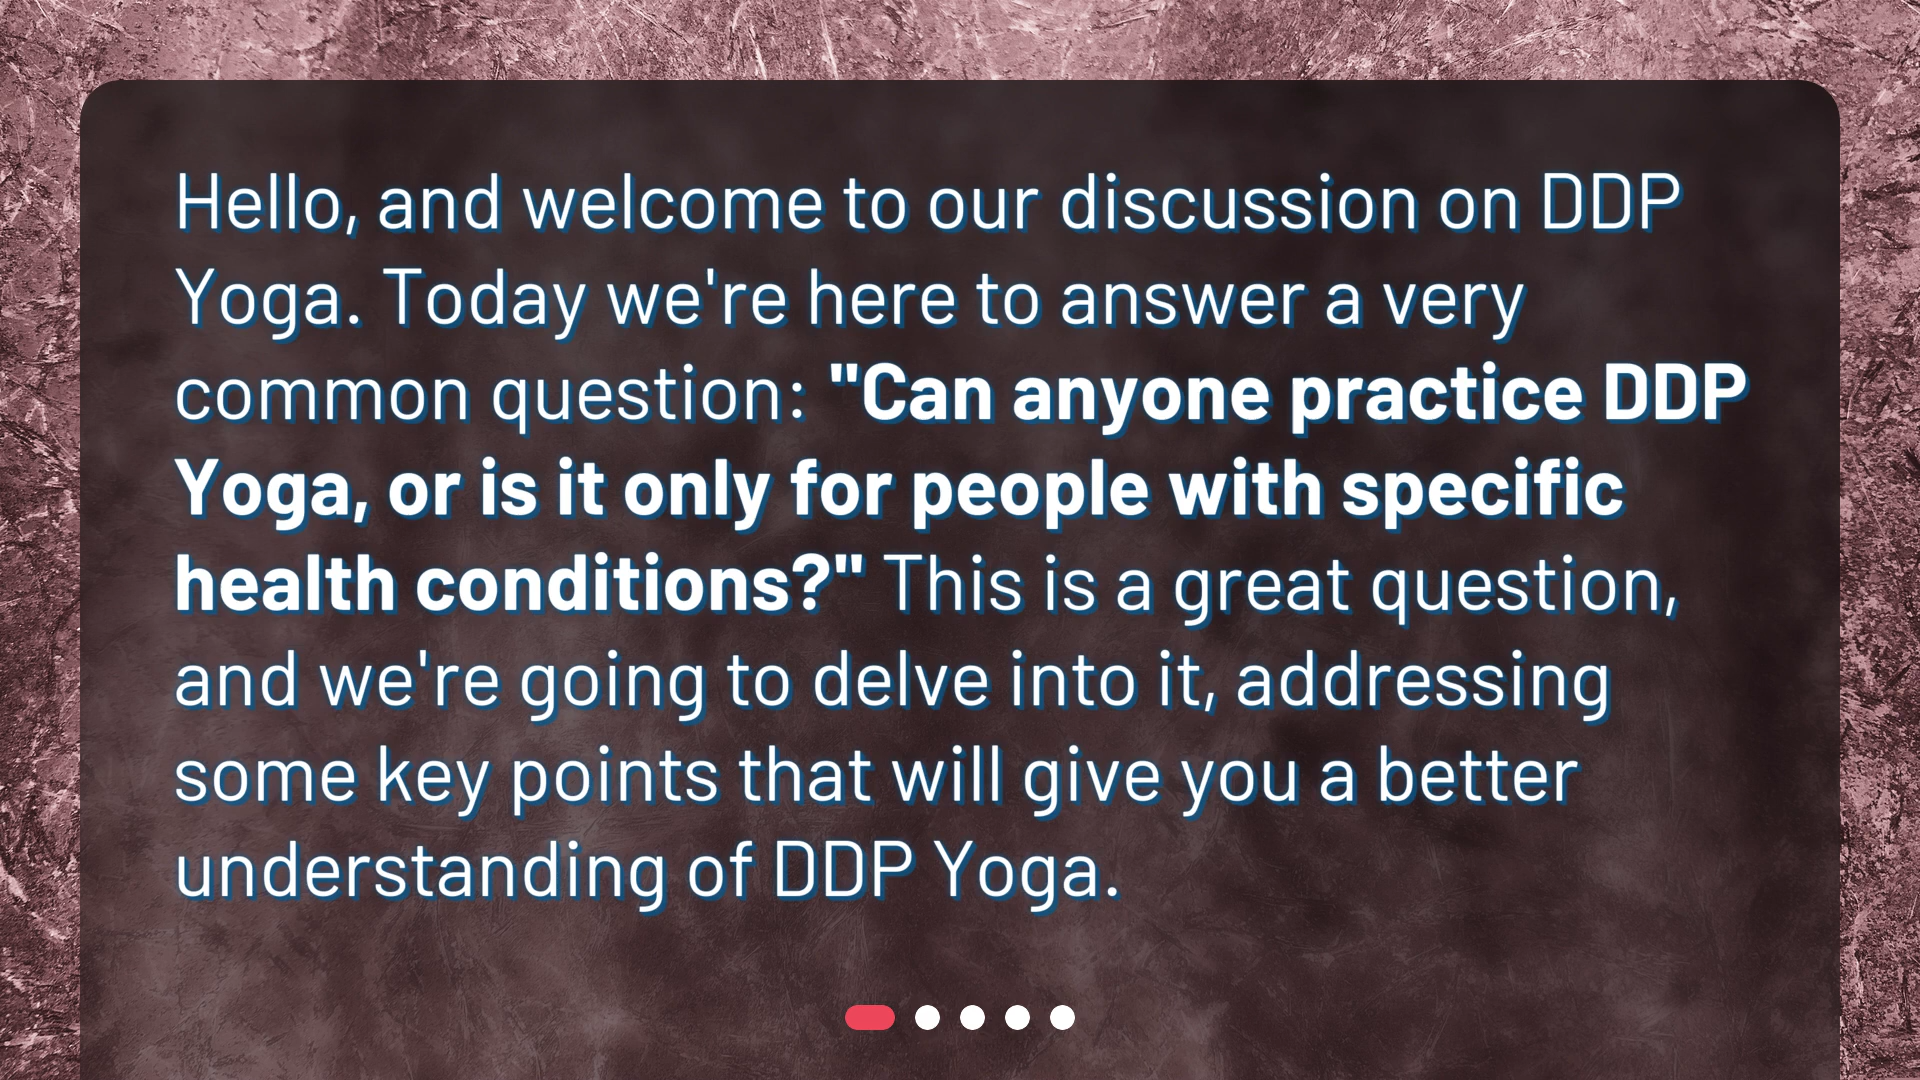 Hello, and welcome to our discussion on DDP
Yoga. Today we're here to answer a very
common question: "Can anyone practice DDP
Yoga, or is it only for people with specific
health conditions?" This is a great question,
and we're going to delve into it, addressing
some key points that will give you a better
understanding of DDP Yoga.